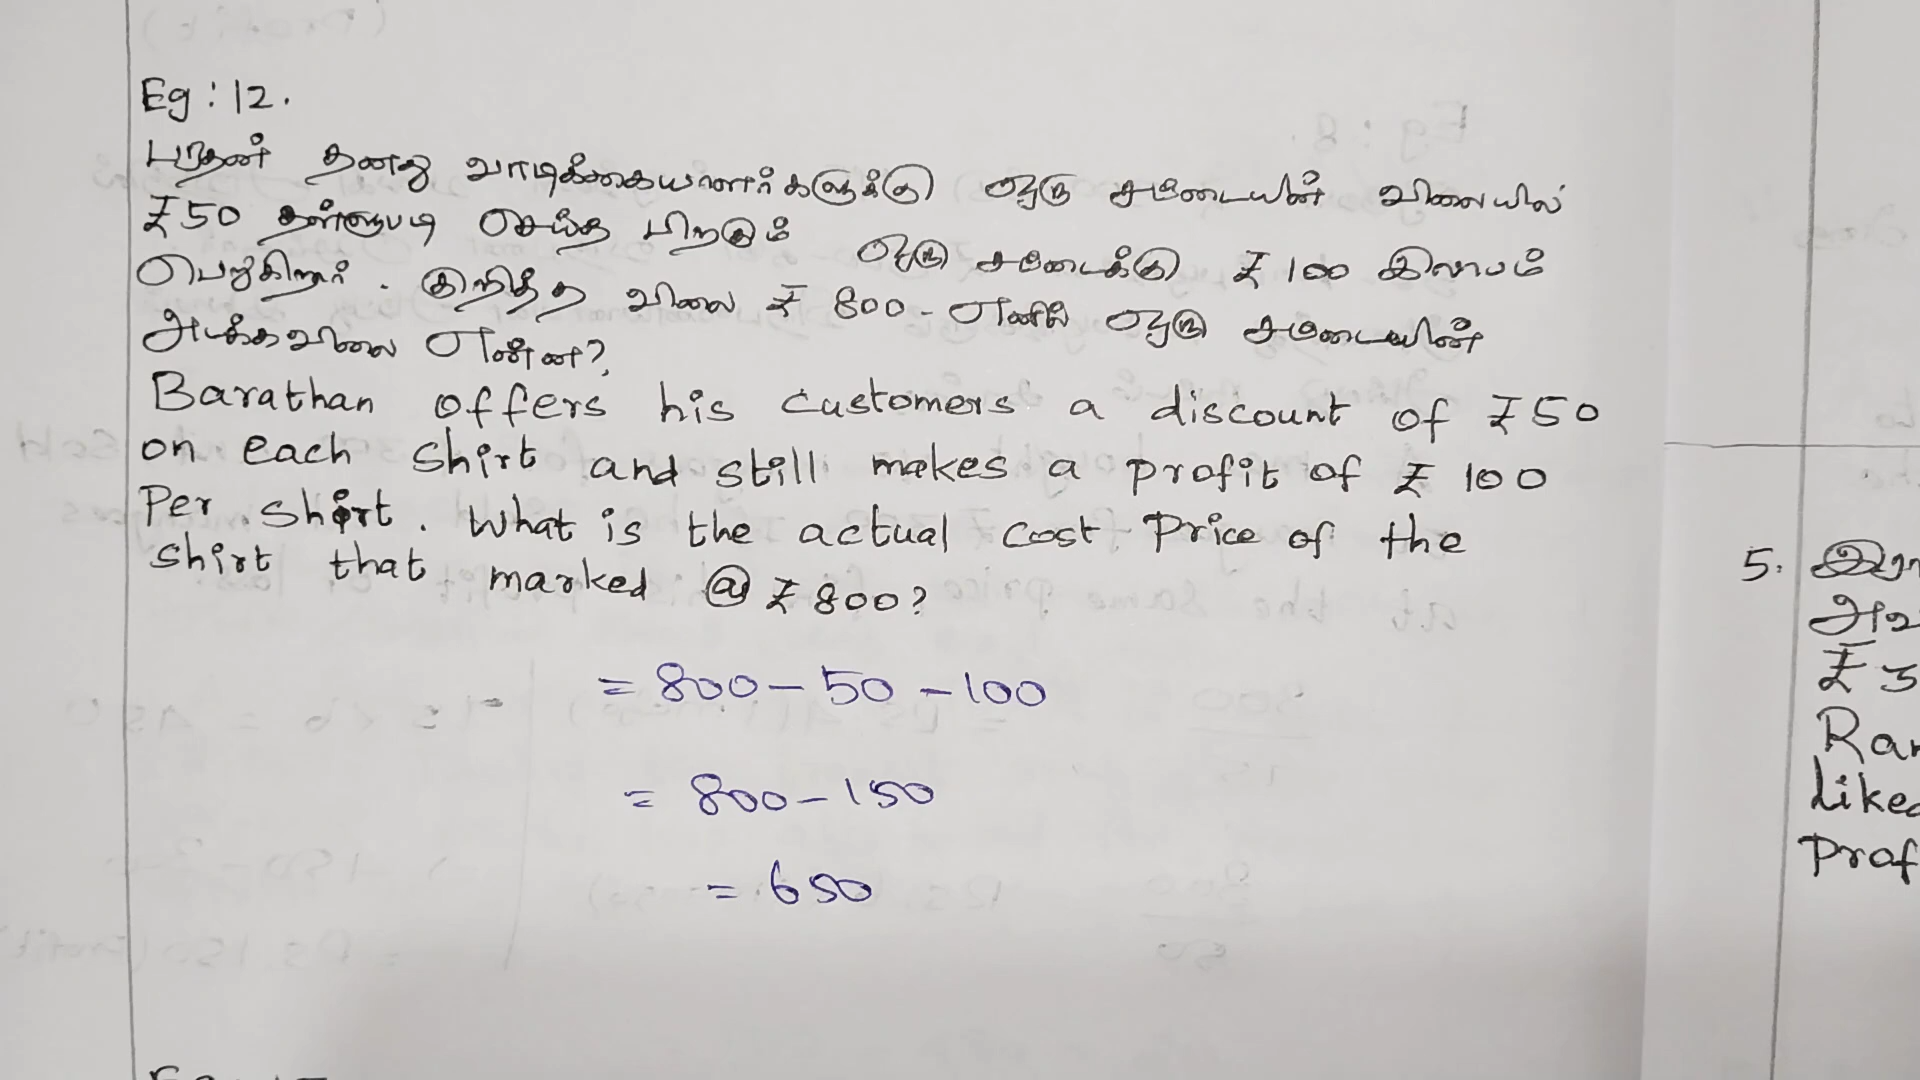 Eg : 12.
பரதன் தனது வாடிக்கையாளர்களுக்கு ஒரு சட்டையின் விலையில்
₹50 தள்ளுபடி செய்த பிறகும் ஒரு சட்டைக்கு ₹ 100 இலாபம்
பெறுகிறார். குறித்த விலை ₹ 800 - எனில் ஒரு சட்டையின்
அடக்கவிலை என்ன?
Barathan offers his customers a discount of ₹50
on each shirt and still makes a profit of ₹ 100
Per shirt. What is the actual cost Price of the
shirt that marked @ ₹ 800?
= 800 – 50 – 100
= 800 – 150
= 650
5.
₹ 3